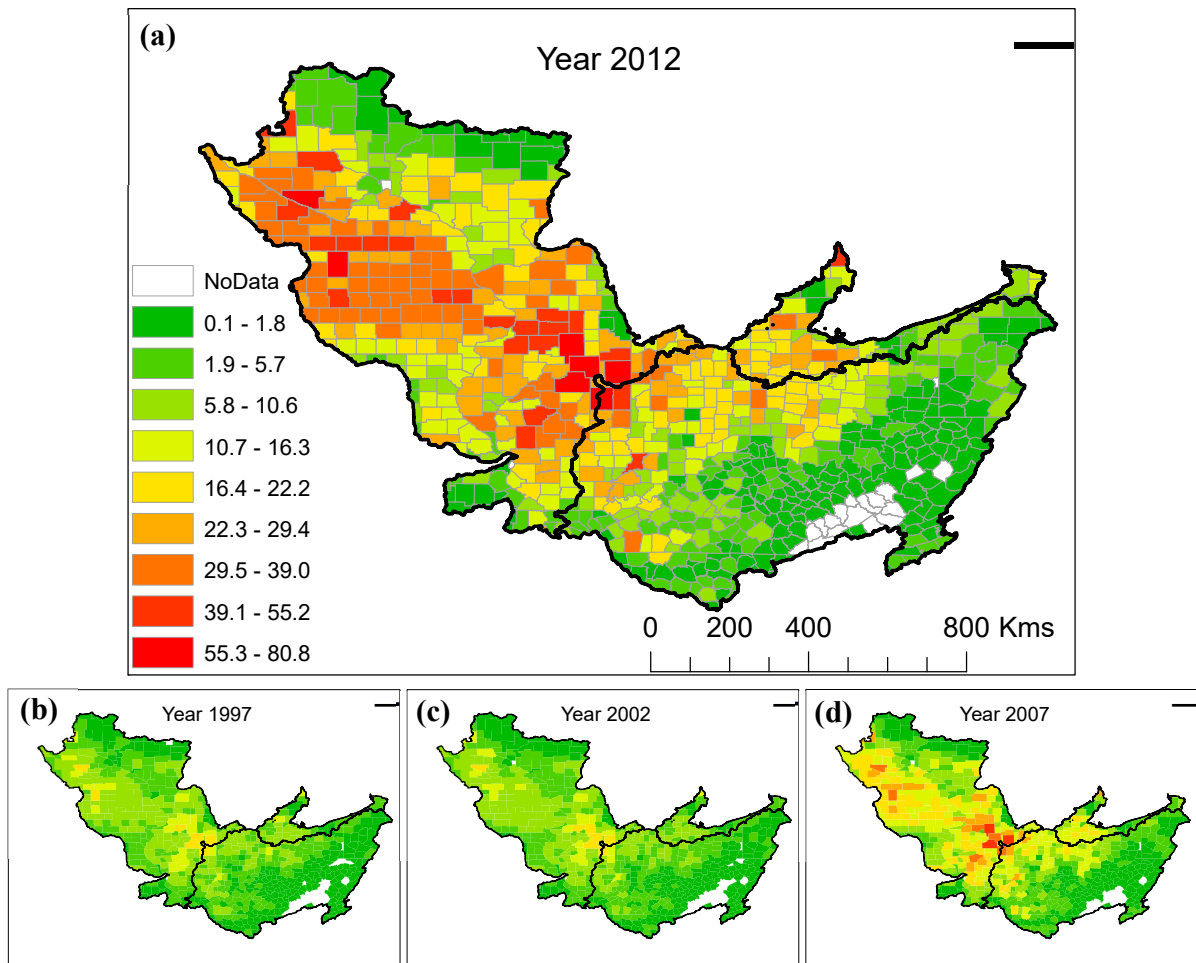 (a)
Year 2012
NoData
0.1 - 1.8
1.9 - 5.7
5.8 - 10.6
10.7 - 16.3
16.4 - 22.2
22.3 - 29.4
29.5 - 39.0
39.1 - 55.2
55.3 - 80.8
0 200 400 800 Kms
(b) Year 1997
(c) Year 2002
(d) Year 2007